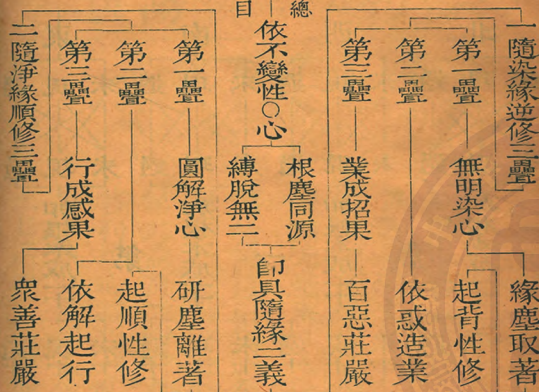 一隨染緣逆修三疊
緣塵取著
第一疊
無明染心
起背性修
第二疊
依惑造業
第三疊
業成招果
百惡莊嚴
總
目
依不變性○心
根塵同源
縛脫無二
卽具隨緣二義
第一疊
圓解淨心
研塵離著
第二疊
起順性修
第三疊
行成感果
依解起行
二隨淨緣順修三疊
衆善莊嚴